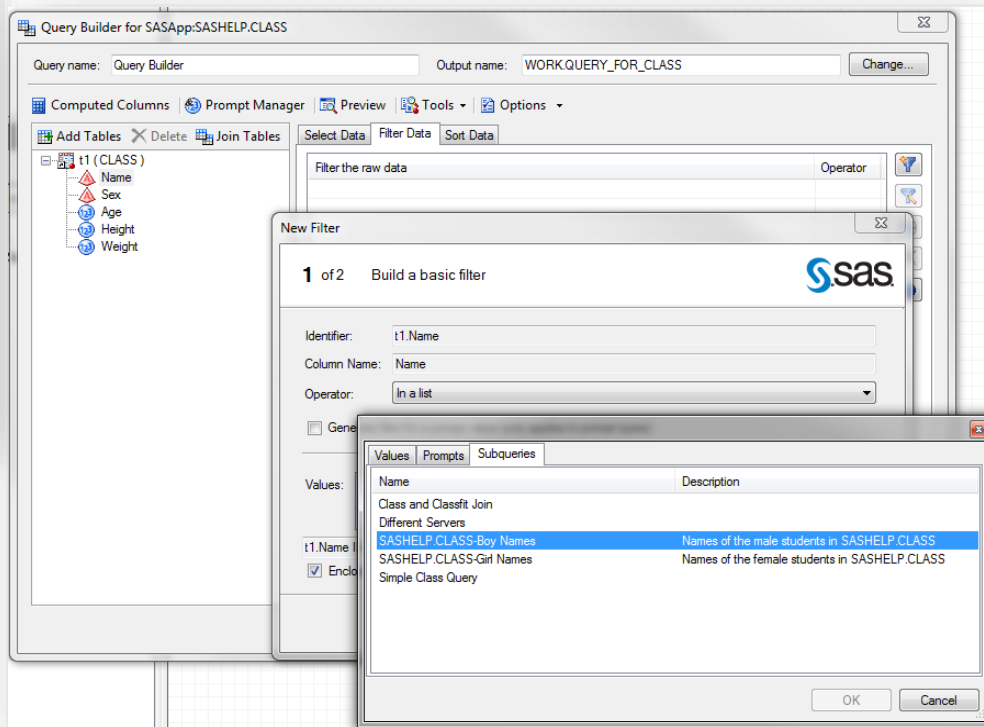 Query Builder for SASApp:SASHELP.CLASS
Query name: Query Builder Output name: WORK.QUERY_FOR_CLASS Change...
Computed Columns Prompt Manager Preview Tools Options
Add Tables Delete Join Tables Select Data Filter Data Sort Data
t1 (CLASS) Filter the raw data Operator
Name
Sex
Age
Height
Weight
New Filter
1 of 2 Build a basic filter sas
Identifier: t1.Name
Column Name: Name
Operator: In a list
Values:
t1.Name
Values Prompts Subqueries
Name Description
Class and Classfit Join
Different Servers
SASHELP.CLASS-Boy Names Names of the male students in SASHELP.CLASS
SASHELP.CLASS-Girl Names Names of the female students in SASHELP.CLASS
Simple Class Query
OK Cancel